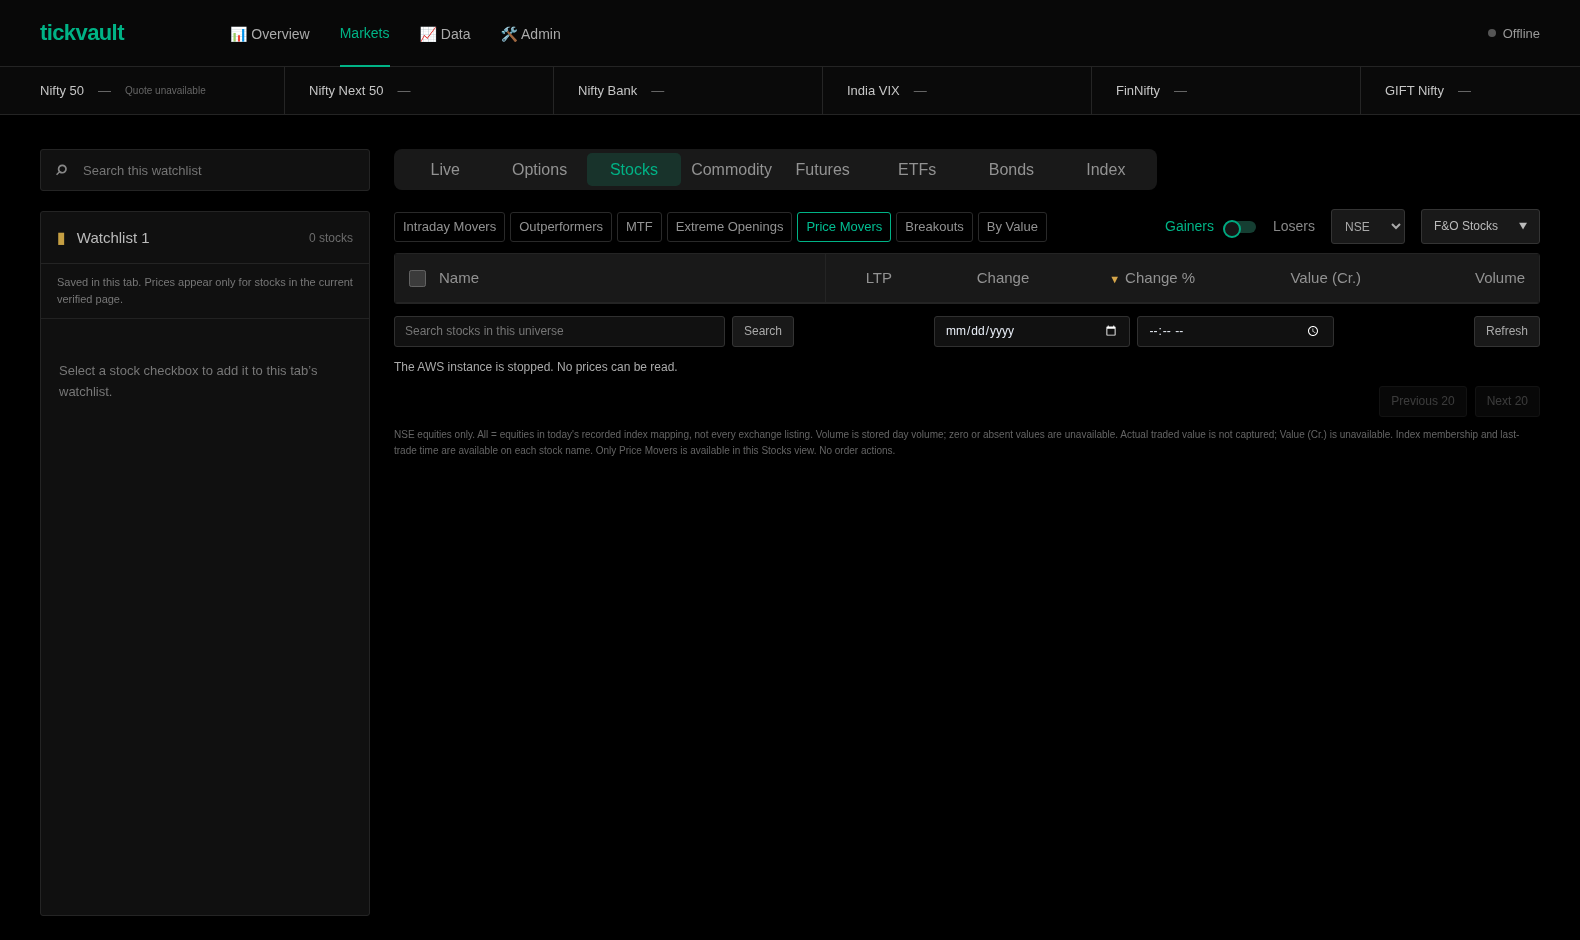 tickvault
📊 Overview Markets 📈 Data 🛠️ Admin Offline
Nifty 50 — Quote unavailable Nifty Next 50 — Nifty Bank — India VIX — FinNifty — GIFT Nifty —
Search this watchlist
Watchlist 1 0 stocks
Saved in this tab. Prices appear only for stocks in the current
verified page.
Select a stock checkbox to add it to this tab's
watchlist.
Live Options Stocks Commodity Futures ETFs Bonds Index
Intraday Movers Outperformers MTF Extreme Openings Price Movers Breakouts By Value Gainers Losers NSE F&O Stocks ▼
Name LTP Change ▼ Change % Value (Cr.) Volume
Search stocks in this universe Search mm/dd/yyyy --:-- -- Refresh
The AWS instance is stopped. No prices can be read.
Previous 20 Next 20
NSE equities only. All = equities in today's recorded index mapping, not every exchange listing. Volume is stored day volume; zero or absent values are unavailable. Actual traded value is not captured; Value (Cr.) is unavailable. Index membership and last-
trade time are available on each stock name. Only Price Movers is available in this Stocks view. No order actions.